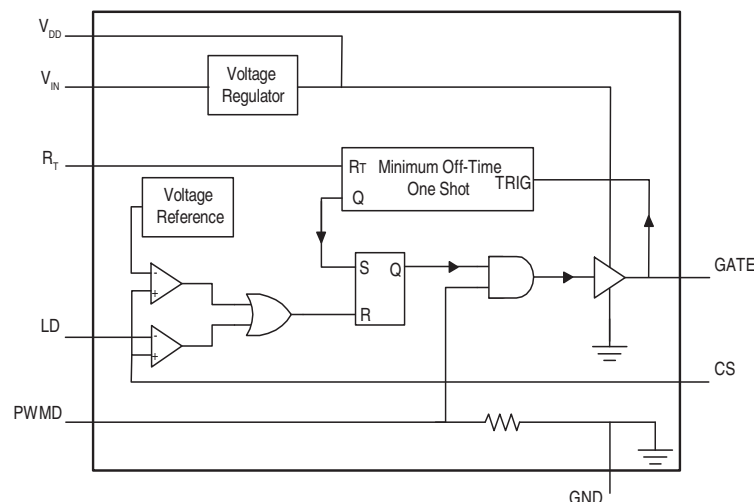 VDD
VIN
Voltage
Regulator
RT
RT
Minimum Off-Time
One Shot
TRIG
Q
Voltage
Reference
-
+
S
Q
R
GATE
LD
-
+
CS
PWMD
GND